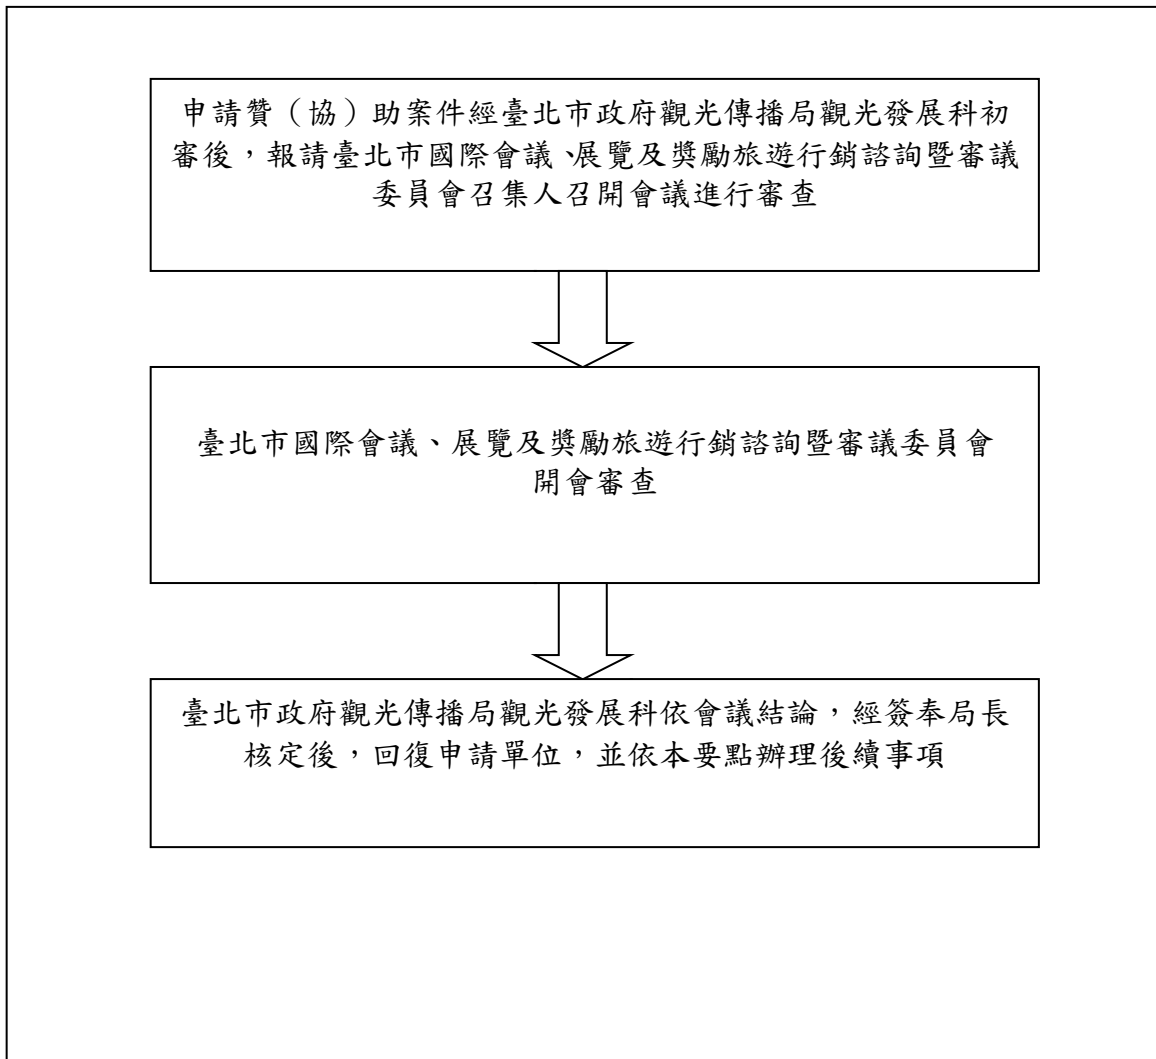 申請贊（協）助案件經臺北市政府觀光傳播局觀光發展科初
審後，報請臺北市國際會議、展覽及獎勵旅遊行銷諮詢暨審議
委員會召集人召開會議進行審查
臺北市國際會議、展覽及獎勵旅遊行銷諮詢暨審議委員會
開會審查
臺北市政府觀光傳播局觀光發展科依會議結論，經簽奉局長
核定後，回復申請單位，並依本要點辦理後續事項